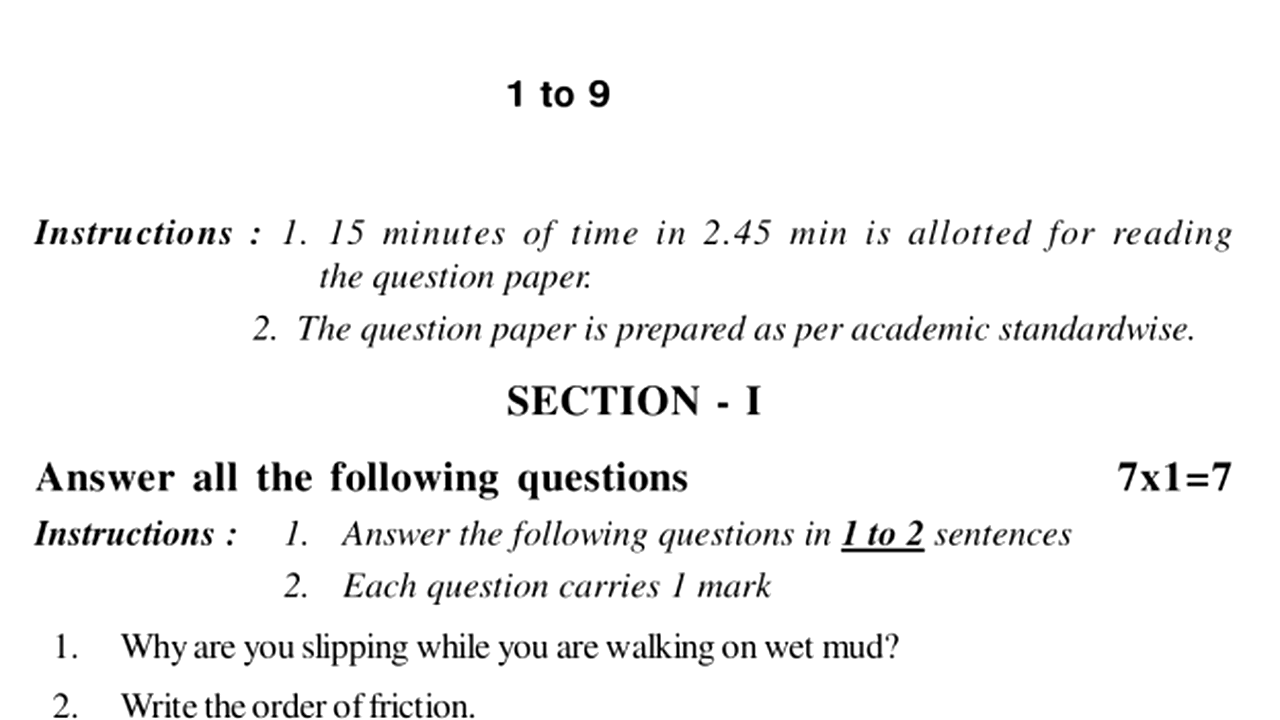 1 to 9
Instructions : 1. 15 minutes of time in 2.45 min is allotted for reading
the question paper.
2. The question paper is prepared as per academic standardwise.
SECTION - I
Answer all the following questions 7x1=7
Instructions : 1. Answer the following questions in 1 to 2 sentences
2. Each question carries 1 mark
1. Why are you slipping while you are walking on wet mud?
2. Write the order of friction.